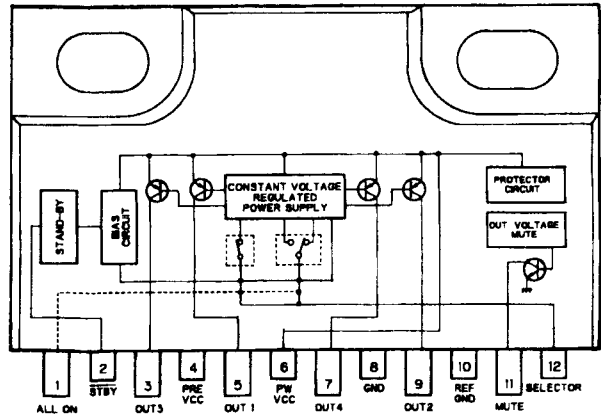 STAND-BY
BIAS
CIRCUIT
CONSTANT VOLTAGE
REGULATED
POWER SUPPLY
PROTECTOR
CIRCUIT
OUT VOLTAGE
MUTE
1
2
3
4
5
6
7
8
9
10
11
12
ALL ON
STBY
OUT3
PRE
VCC
OUT 1
PW
VCC
OUT4
GND
OUT2
REF
GND
MUTE
SELECTOR